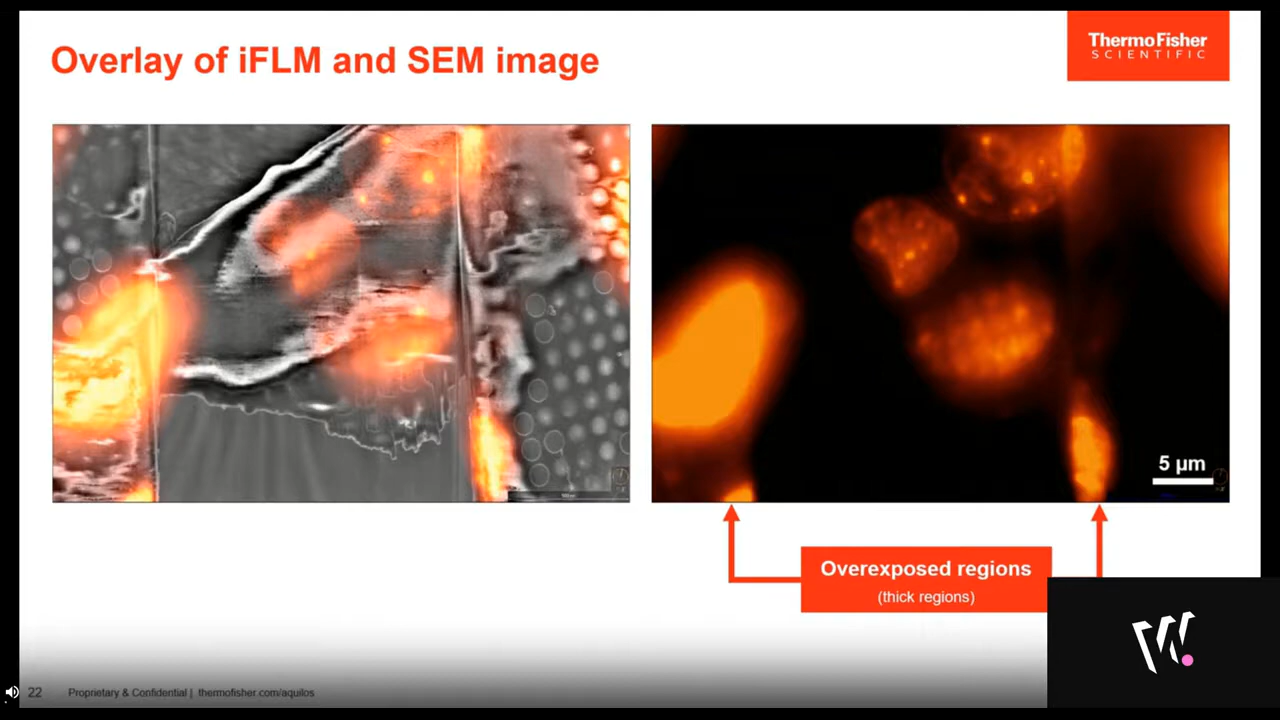 Overlay of iFLM and SEM image
ThermoFisher
SCIENTIFIC
5 µm
Overexposed regions
(thick regions)
W.
22
Proprietary & Confidential | thermofisher.com/aquilos